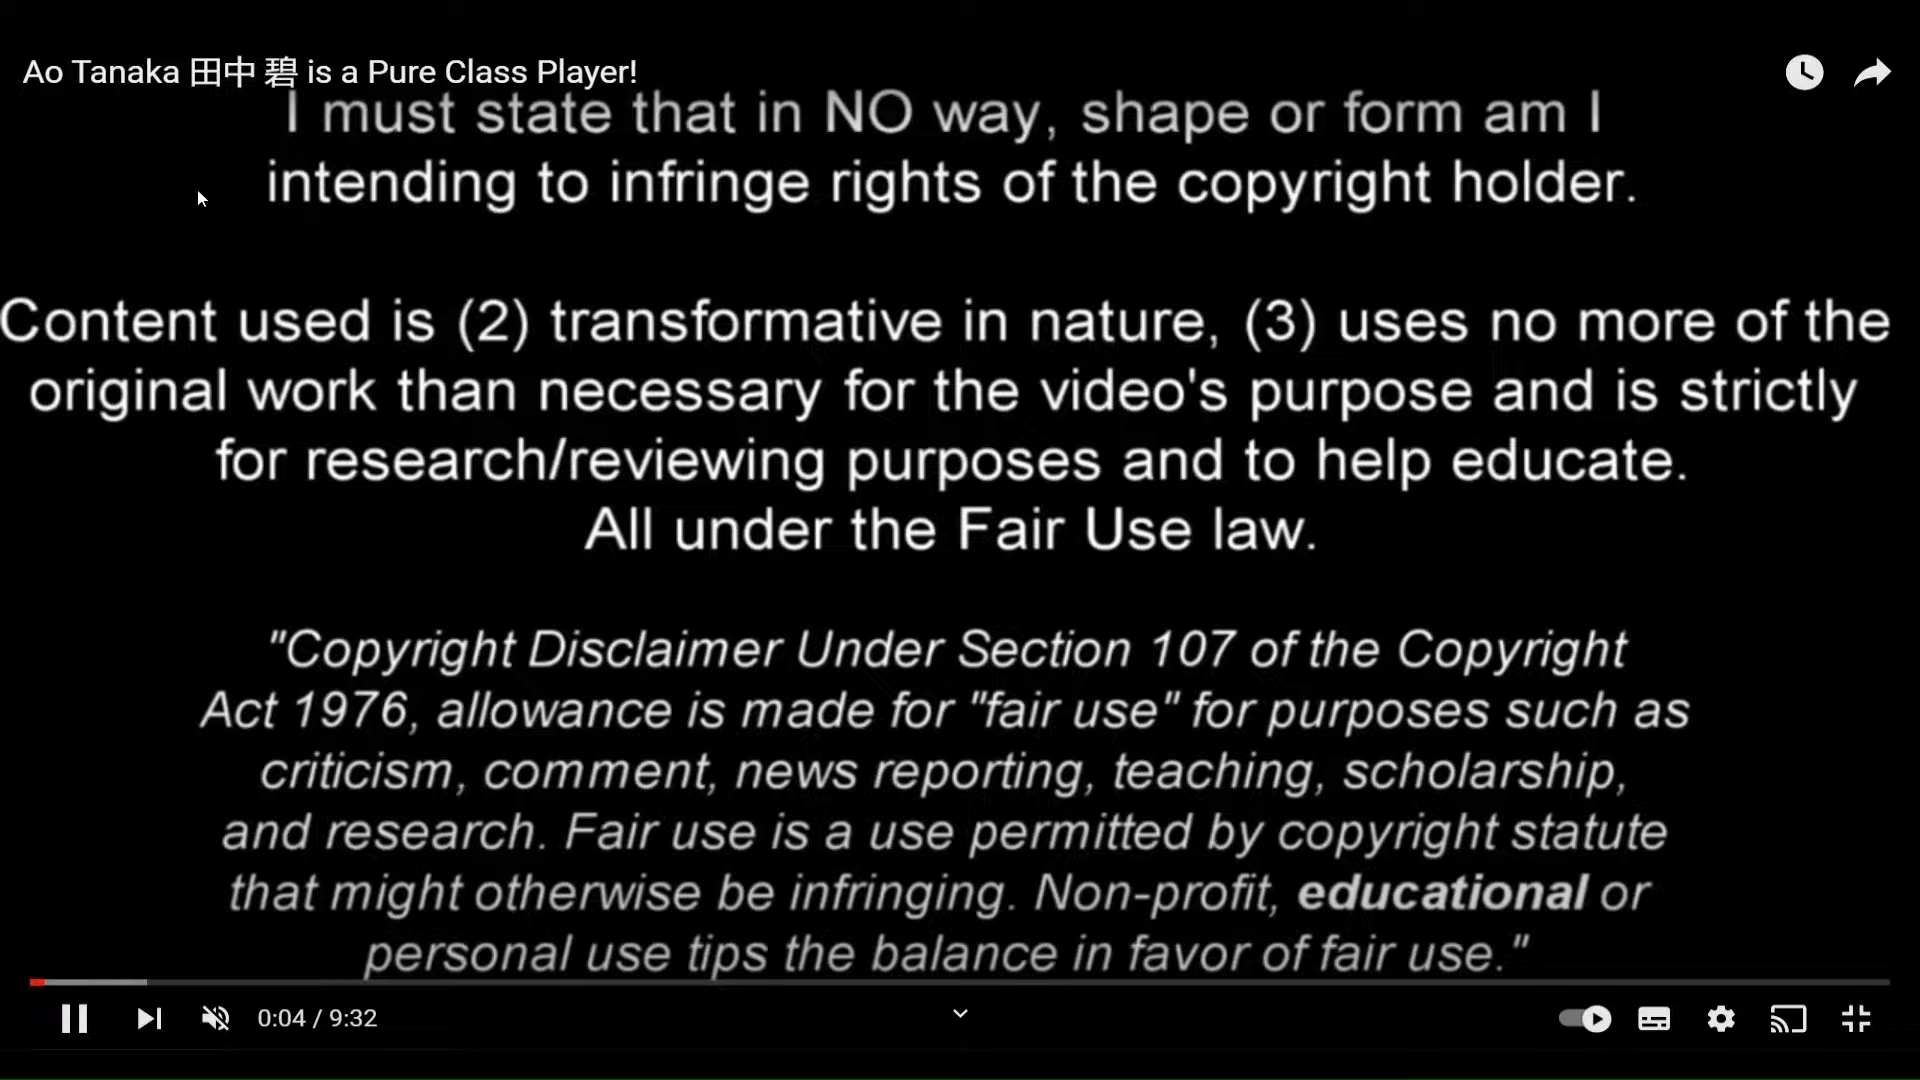 Ao Tanaka 田中 碧 is a Pure Class Player!
I must state that in NO way, shape or form am I
intending to infringe rights of the copyright holder.
Content used is (2) transformative in nature, (3) uses no more of the
original work than necessary for the video's purpose and is strictly
for research/reviewing purposes and to help educate.
All under the Fair Use law.
"Copyright Disclaimer Under Section 107 of the Copyright
Act 1976, allowance is made for "fair use" for purposes such as
criticism, comment, news reporting, teaching, scholarship,
and research. Fair use is a use permitted by copyright statute
that might otherwise be infringing. Non-profit, educational or
personal use tips the balance in favor of fair use."
0:04 / 9:32